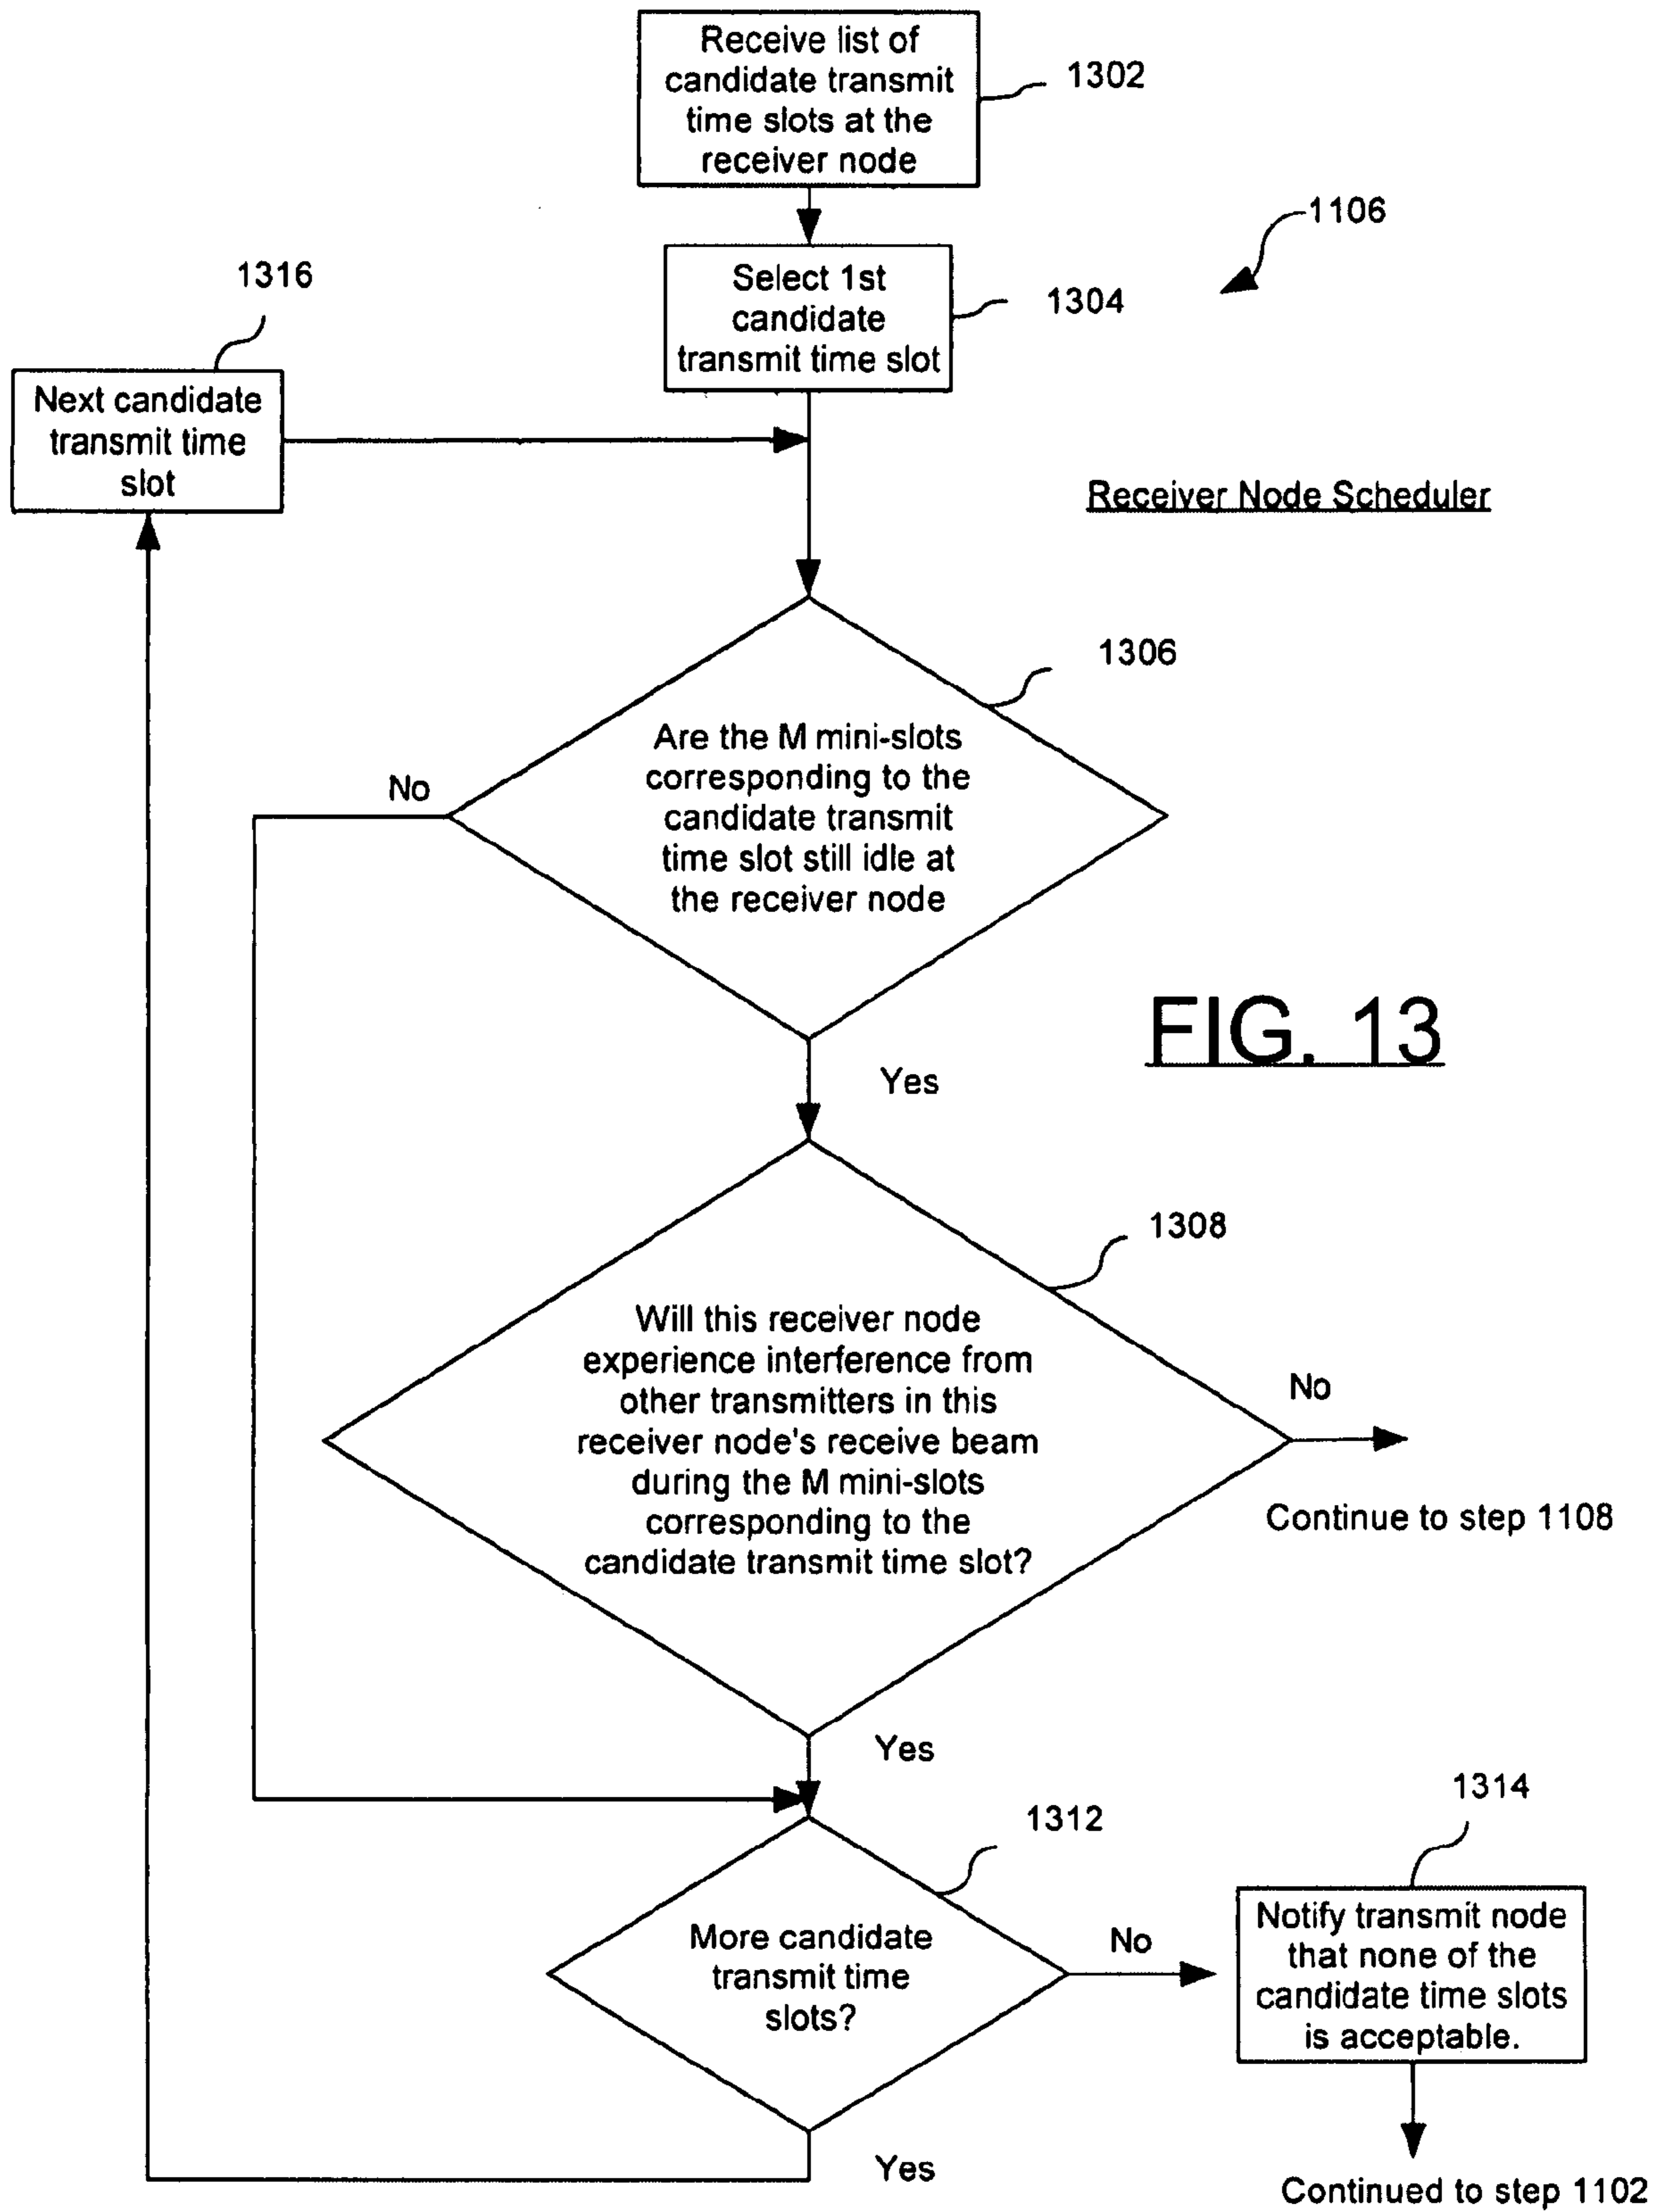 Receive list of
candidate transmit
time slots at the
receiver node
1302
1106
Select 1st
candidate
transmit time slot
1304
1316
Next candidate
transmit time
slot
Receiver Node Scheduler
1306
Are the M mini-slots
corresponding to the
candidate transmit
time slot still idle at
the receiver node
No
FIG. 13
Yes
1308
Will this receiver node
experience interference from
other transmitters in this
receiver node's receive beam
during the M mini-slots
corresponding to the
candidate transmit time slot?
No
Continue to step 1108
Yes
1312
More candidate
transmit time
slots?
No
1314
Notify transmit node
that none of the
candidate time slots
is acceptable.
Yes
Continued to step 1102